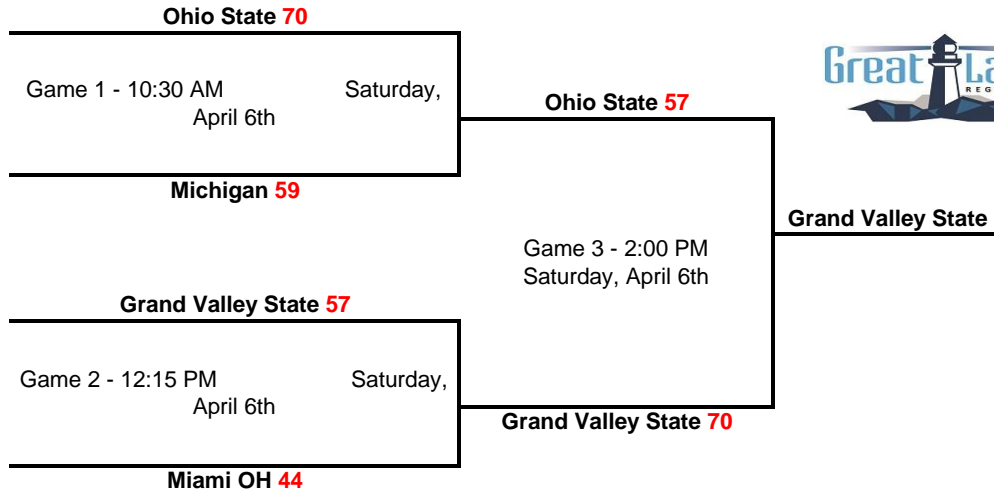 Ohio State 70
Game 1 - 10:30 AM Saturday,
April 6th
Michigan 59
Ohio State 57
Great
REG
Game 3 - 2:00 PM
Saturday, April 6th
Grand Valley State
Grand Valley State 57
Game 2 - 12:15 PM Saturday,
April 6th
Miami OH 44
Grand Valley State 70